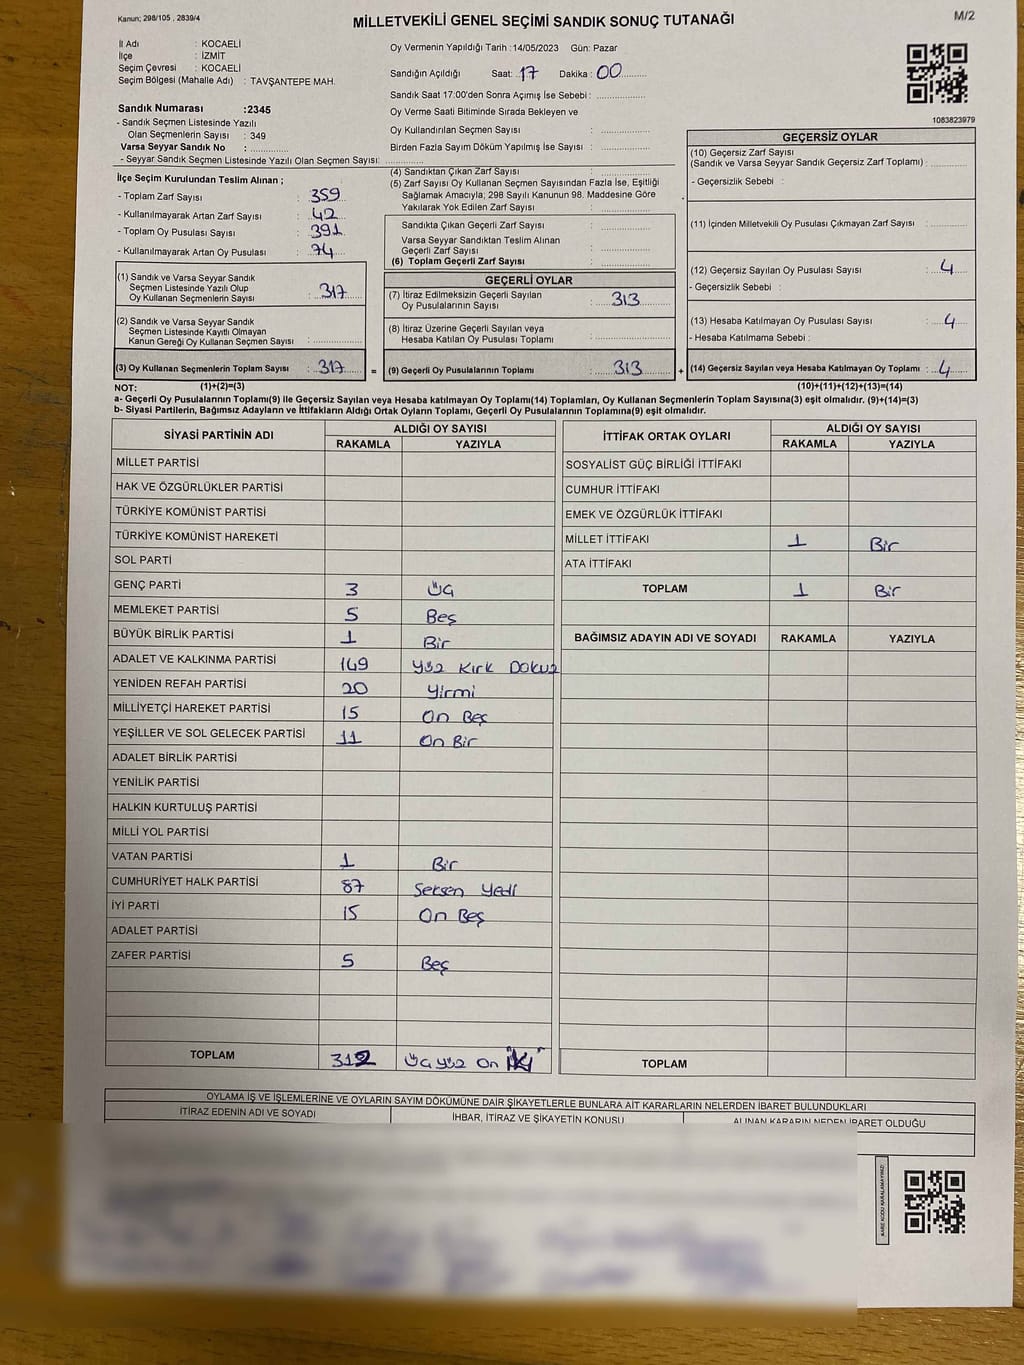 Kanun; 298/105 , 2839/4
MİLLETVEKİLİ GENEL SEÇİMİ SANDIK SONUÇ TUTANAĞI
M/2
İl Adı : KOCAELİ
İlçe : İZMİT
Seçim Çevresi : KOCAELİ
Seçim Bölgesi (Mahalle Adı) : TAVŞANTEPE MAH.
Oy Vermenin Yapıldığı Tarih :14/05/2023 Gün: Pazar
Sandığın Açıldığı Saat: 17 Dakika : 00
Sandık Saat 17:00'den Sonra Açımış İse Sebebi :
Sandık Numarası :2345
- Sandık Seçmen Listesinde Yazılı
Olan Seçmenlerin Sayısı : 349
Varsa Seyyar Sandık No :
- Seyyar Sandık Seçmen Listesinde Yazılı Olan Seçmen Sayısı:
Oy Verme Saati Bitiminde Sırada Bekleyen ve
Oy Kullandırılan Seçmen Sayısı :
Birden Fazla Sayım Döküm Yapılmış İse Sayısı :
1083823979
İlçe Seçim Kurulundan Teslim Alınan ;
- Toplam Zarf Sayısı : 359
- Kullanılmayarak Artan Zarf Sayısı : 42
- Toplam Oy Pusulası Sayısı : 391
- Kullanılmayarak Artan Oy Pusulası : 74
(1) Sandık ve Varsa Seyyar Sandık
Seçmen Listesinde Yazılı Olup
Oy Kullanan Seçmenlerin Sayısı : 317
(2) Sandık ve Varsa Seyyar Sandık
Seçmen Listesinde Kayıtlı Olmayan
Kanun Gereği Oy Kullanan Seçmen Sayısı :
(3) Oy Kullanan Seçmenlerin Toplam Sayısı : 317 =
(4) Sandıktan Çıkan Zarf Sayısı :
(5) Zarf Sayısı Oy Kullanan Seçmen Sayısından Fazla İse, Eşitliği
Sağlamak Amacıyla; 298 Sayılı Kanunun 98. Maddesine Göre
Yakılarak Yok Edilen Zarf Sayısı :
Sandıkta Çıkan Geçerli Zarf Sayısı :
Varsa Seyyar Sandıktan Teslim Alınan
Geçerli Zarf Sayısı :
(6) Toplam Geçerli Zarf Sayısı :
GEÇERLİ OYLAR
(7) İtiraz Edilmeksizin Geçerli Sayılan
Oy Pusulalarının Sayısı : 313
(8) İtiraz Üzerine Geçerli Sayılan veya
Hesaba Katılan Oy Pusulası Toplamı :
(9) Geçerli Oy Pusulalarının Toplamı : 313 +
GEÇERSİZ OYLAR
(10) Geçersiz Zarf Sayısı
(Sandık ve Varsa Seyyar Sandık Geçersiz Zarf Toplamı) :
- Geçersizlik Sebebi :
(11) İçinden Milletvekili Oy Pusulası Çıkmayan Zarf Sayısı :
(12) Geçersiz Sayılan Oy Pusulası Sayısı : 4
- Geçersizlik Sebebi :
(13) Hesaba Katılmayan Oy Pusulası Sayısı : 4
- Hesaba Katılmama Sebebi :
(14) Geçersiz Sayılan veya Hesaba Katılmayan Oy Toplamı : 4
NOT: (1)+(2)=(3) (10)+(11)+(12)+(13)=(14)
a- Geçerli Oy Pusulasının Toplamı(9) ile Geçersiz Sayılan veya Hesaba katılmayan Oy Toplamı(14) Toplamları, Oy Kullanan Seçmenlerin Toplam Sayısına(3) eşit olmalıdır. (9)+(14)=(3)
b- Siyasi Partilerin, Bağımsız Adayların ve İttifakların Aldığı Ortak Oyların Toplamı, Geçerli Oy Pusulalarının Toplamına(9) eşit olmalıdır.
SİYASİ PARTİNİN ADI ALDIĞI OY SAYISI
RAKAMLA YAZIYLA
MİLLET PARTİSİ
HAK VE ÖZGÜRLÜKLER PARTİSİ
TÜRKİYE KOMÜNİST PARTİSİ
TÜRKİYE KOMÜNİST HAREKETİ
SOL PARTİ
GENÇ PARTİ 3 Üç
MEMLEKET PARTİSİ 5 Beş
BÜYÜK BİRLİK PARTİSİ 1 Bir
ADALET VE KALKINMA PARTİSİ 149 Yüz Kırk Dokuz
YENİDEN REFAH PARTİSİ 20 Yirmi
MİLLİYETÇİ HAREKET PARTİSİ 15 On Beş
YEŞİLLER VE SOL GELECEK PARTİSİ 11 On Bir
ADALET BİRLİK PARTİSİ
YENİLİK PARTİSİ
HALKIN KURTULUŞ PARTİSİ
MİLLİ YOL PARTİSİ
VATAN PARTİSİ 1 Bir
CUMHURİYET HALK PARTİSİ 87 Seksen Yedi
İYİ PARTİ 15 On Beş
ADALET PARTİSİ
ZAFER PARTİSİ 5 Beş
TOPLAM 312 Üç yüz On "İki"
İTTİFAK ORTAK OYLARI ALDIĞI OY SAYISI
RAKAMLA YAZIYLA
SOSYALİST GÜÇ BİRLİĞİ İTTİFAKI
CUMHUR İTTİFAKI
EMEK VE ÖZGÜRLÜK İTTİFAKI
MİLLET İTTİFAKI 1 Bir
ATA İTTİFAKI
TOPLAM 1 Bir
BAĞIMSIZ ADAYIN ADI VE SOYADI RAKAMLA YAZIYLA
TOPLAM
OYLAMA İŞ VE İŞLEMLERİNE VE OYLARIN SAYIM DÖKÜMÜNE DAİR ŞİKAYETLERLE BUNLARA AİT KARARLARIN NELERDEN İBARET BULUNDUKLARI
İTİRAZ EDENİN ADI VE SOYADI İHBAR, İTİRAZ VE ŞİKAYETİN KONUSU ALINAN KARARIN NEDEN İBARET OLDUĞU
KARE KODU KARALAMAYINIZ!